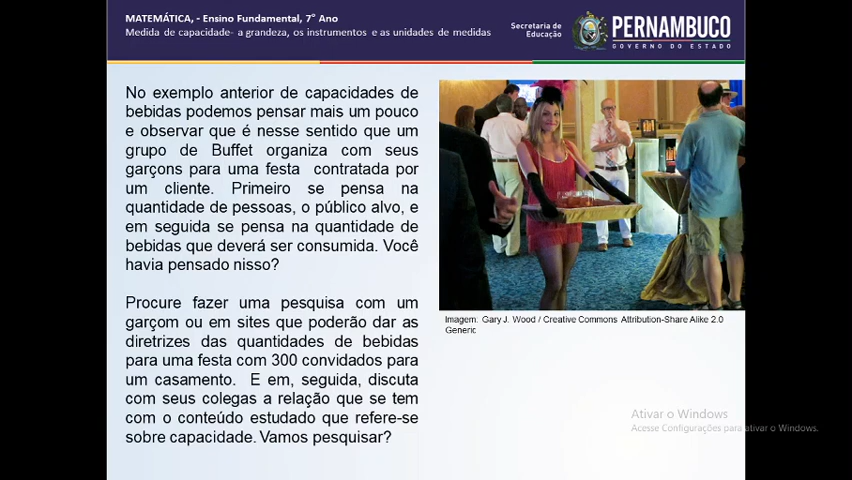 MATEMÁTICA, - Ensino Fundamental, 7° Ano
Medida de capacidade- a grandeza, os instrumentos e as unidades de medidas
Secretaria de
Educação
PERNAMBUCO
GOVERNO DO ESTADO
No exemplo anterior de capacidades de
bebidas podemos pensar mais um pouco
e observar que é nesse sentido que um
grupo de Buffet organiza com seus
garçons para uma festa contratada por
um cliente. Primeiro se pensa na
quantidade de pessoas, o público alvo, e
em seguida se pensa na quantidade de
bebidas que deverá ser consumida. Você
havia pensado nisso?
Procure fazer uma pesquisa com um
garçom ou em sites que poderão dar as
diretrizes das quantidades de bebidas
para uma festa com 300 convidados para
um casamento. E em, seguida, discuta
com seus colegas a relação que se tem
com o conteúdo estudado que refere-se
sobre capacidade. Vamos pesquisar?
Imagem: Gary J. Wood / Creative Commons Attribution-Share Alike 2.0
Generic
Ativar o Windows
Acesse Configurações para ativar o Windows.